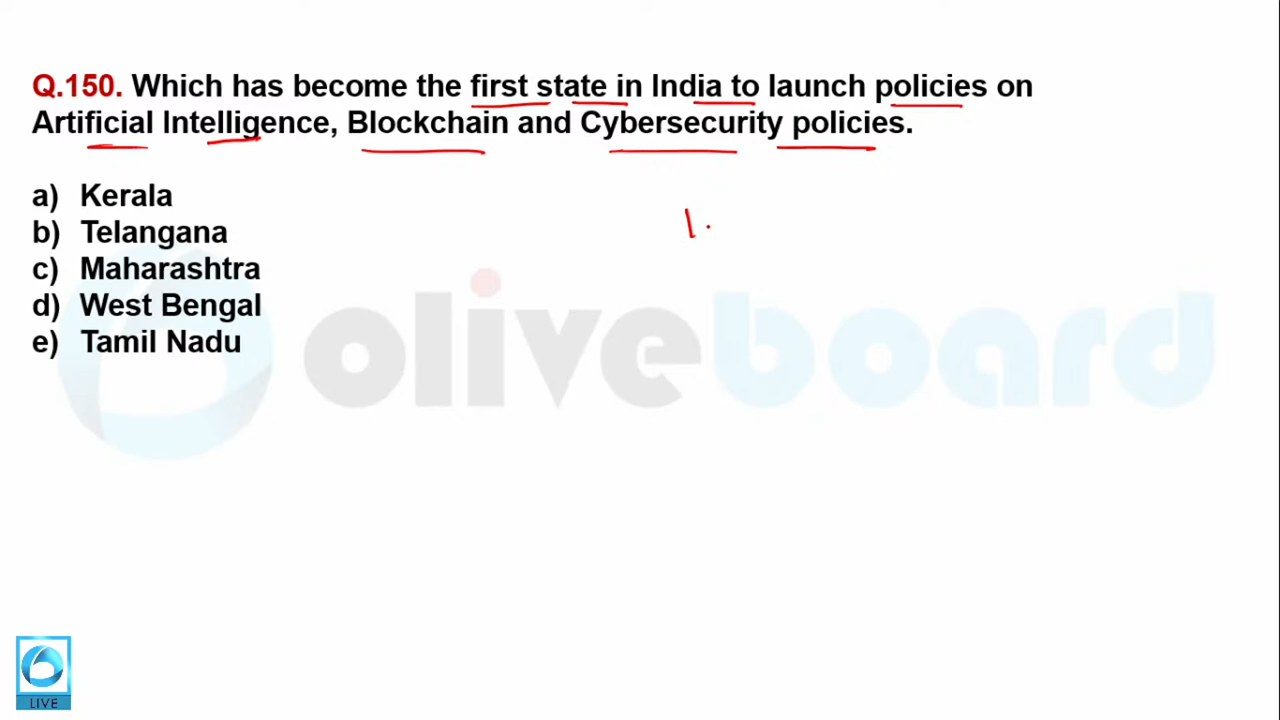 Q.150. Which has become the first state in India to launch policies on
Artificial Intelligence, Blockchain and Cybersecurity policies.
a) Kerala
b) Telangana
c) Maharashtra
d) West Bengal
e) Tamil Nadu
oliveboard
LIVE